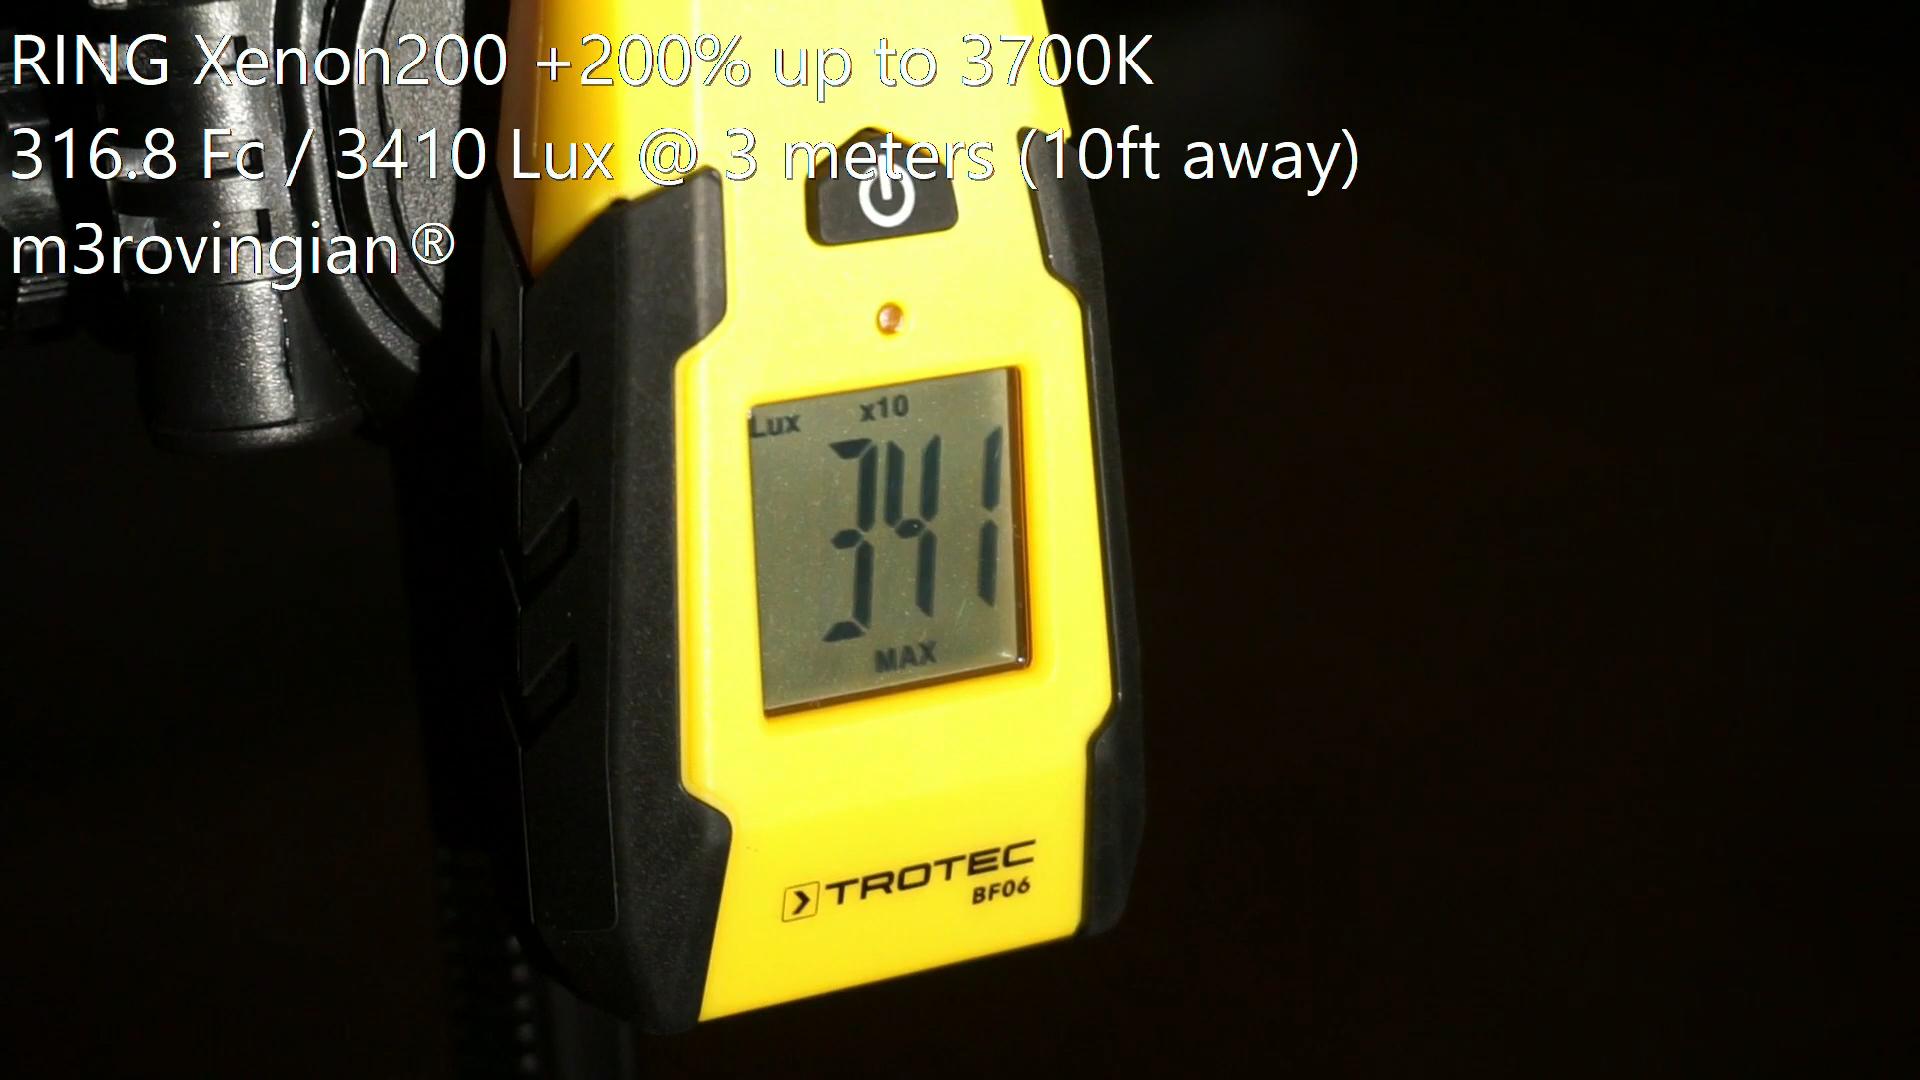 RING Xenon200 +200% up to 3700K
316.8 Fc / 3410 Lux @ 3 meters (10ft away)
m3rovingian®
Lux x10
341
MAX
TROTEC
BF06